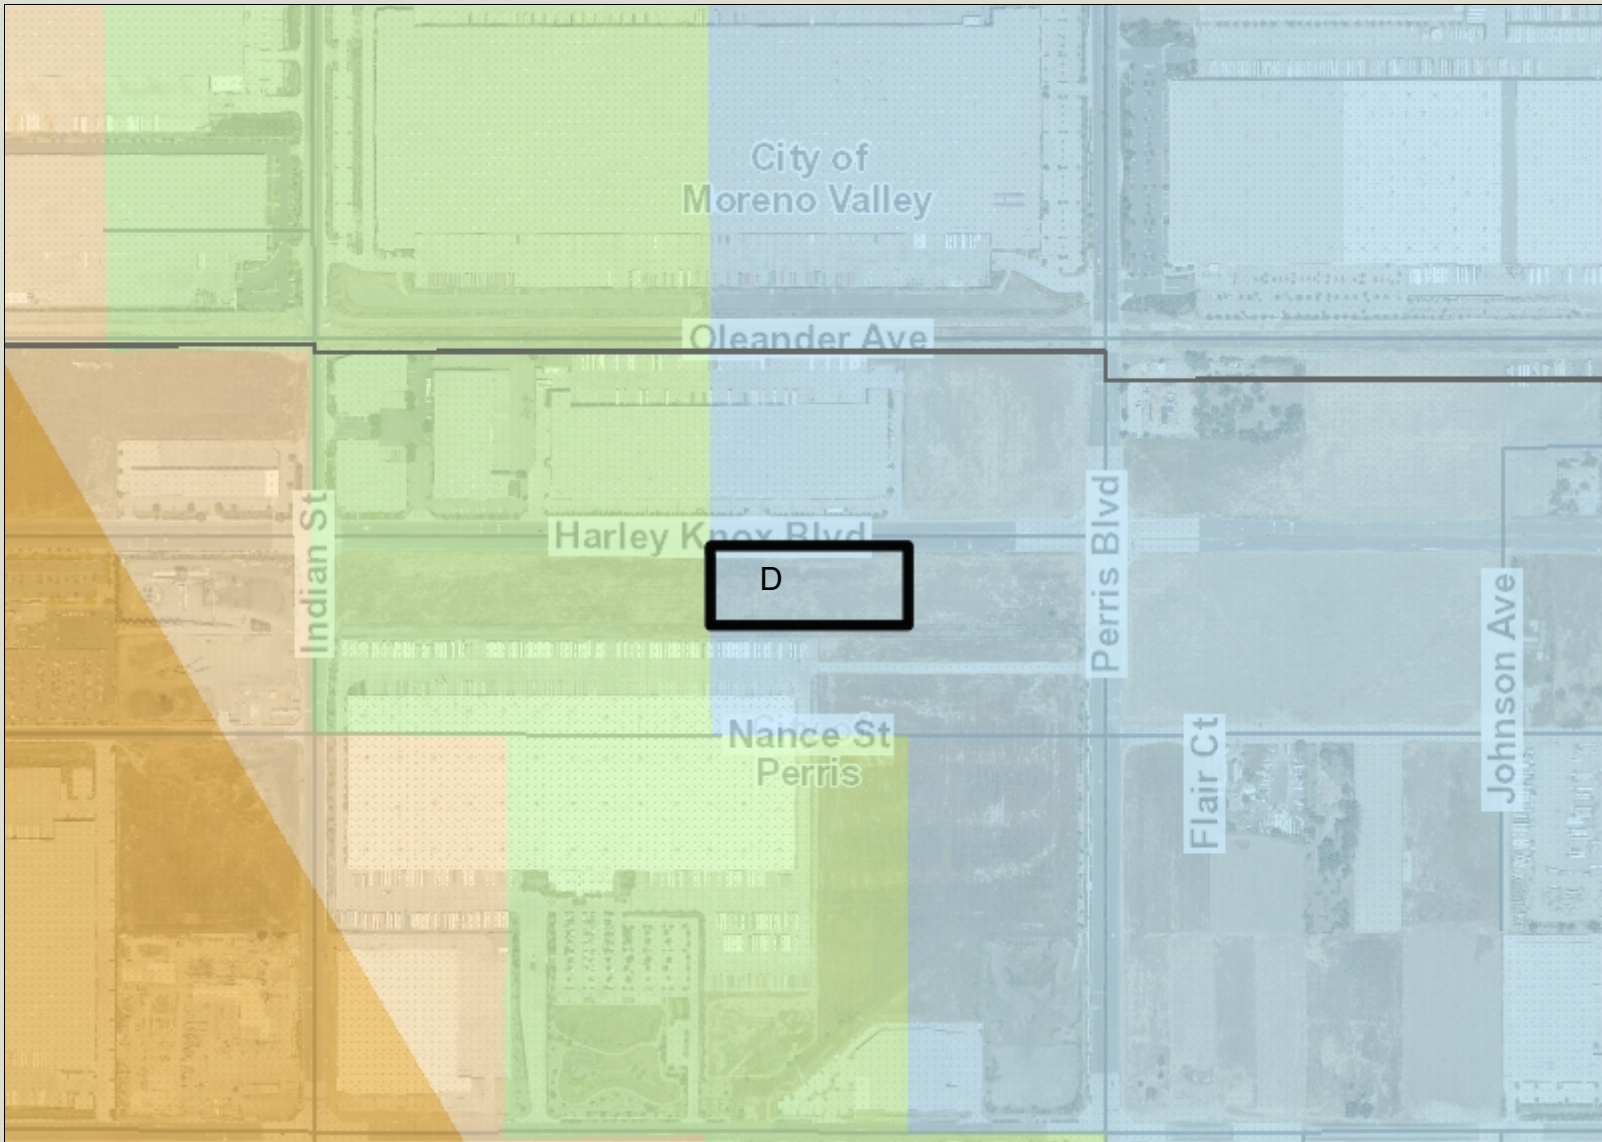 City of
Moreno Valley
Oleander Ave
Indian St
Harley Knox Blvd
Perris Blvd
D
Johnson Ave
Nance St
Perris
Flair Ct